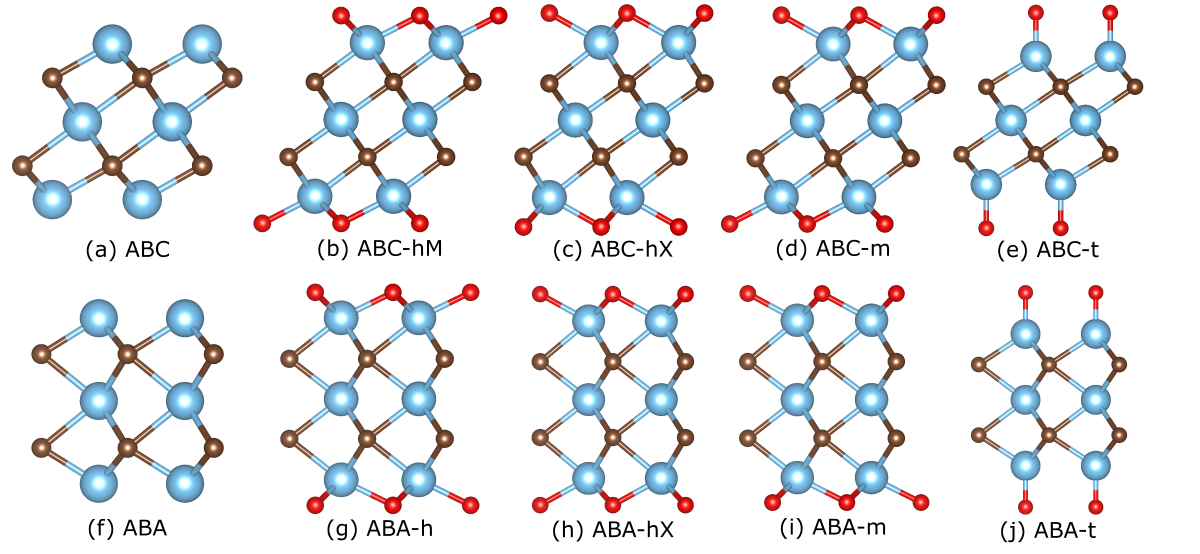 (a) ABC
(b) ABC-hM
(c) ABC-hX
(d) ABC-m
(e) ABC-t
(f) ABA
(g) ABA-h
(h) ABA-hX
(i) ABA-m
(j) ABA-t